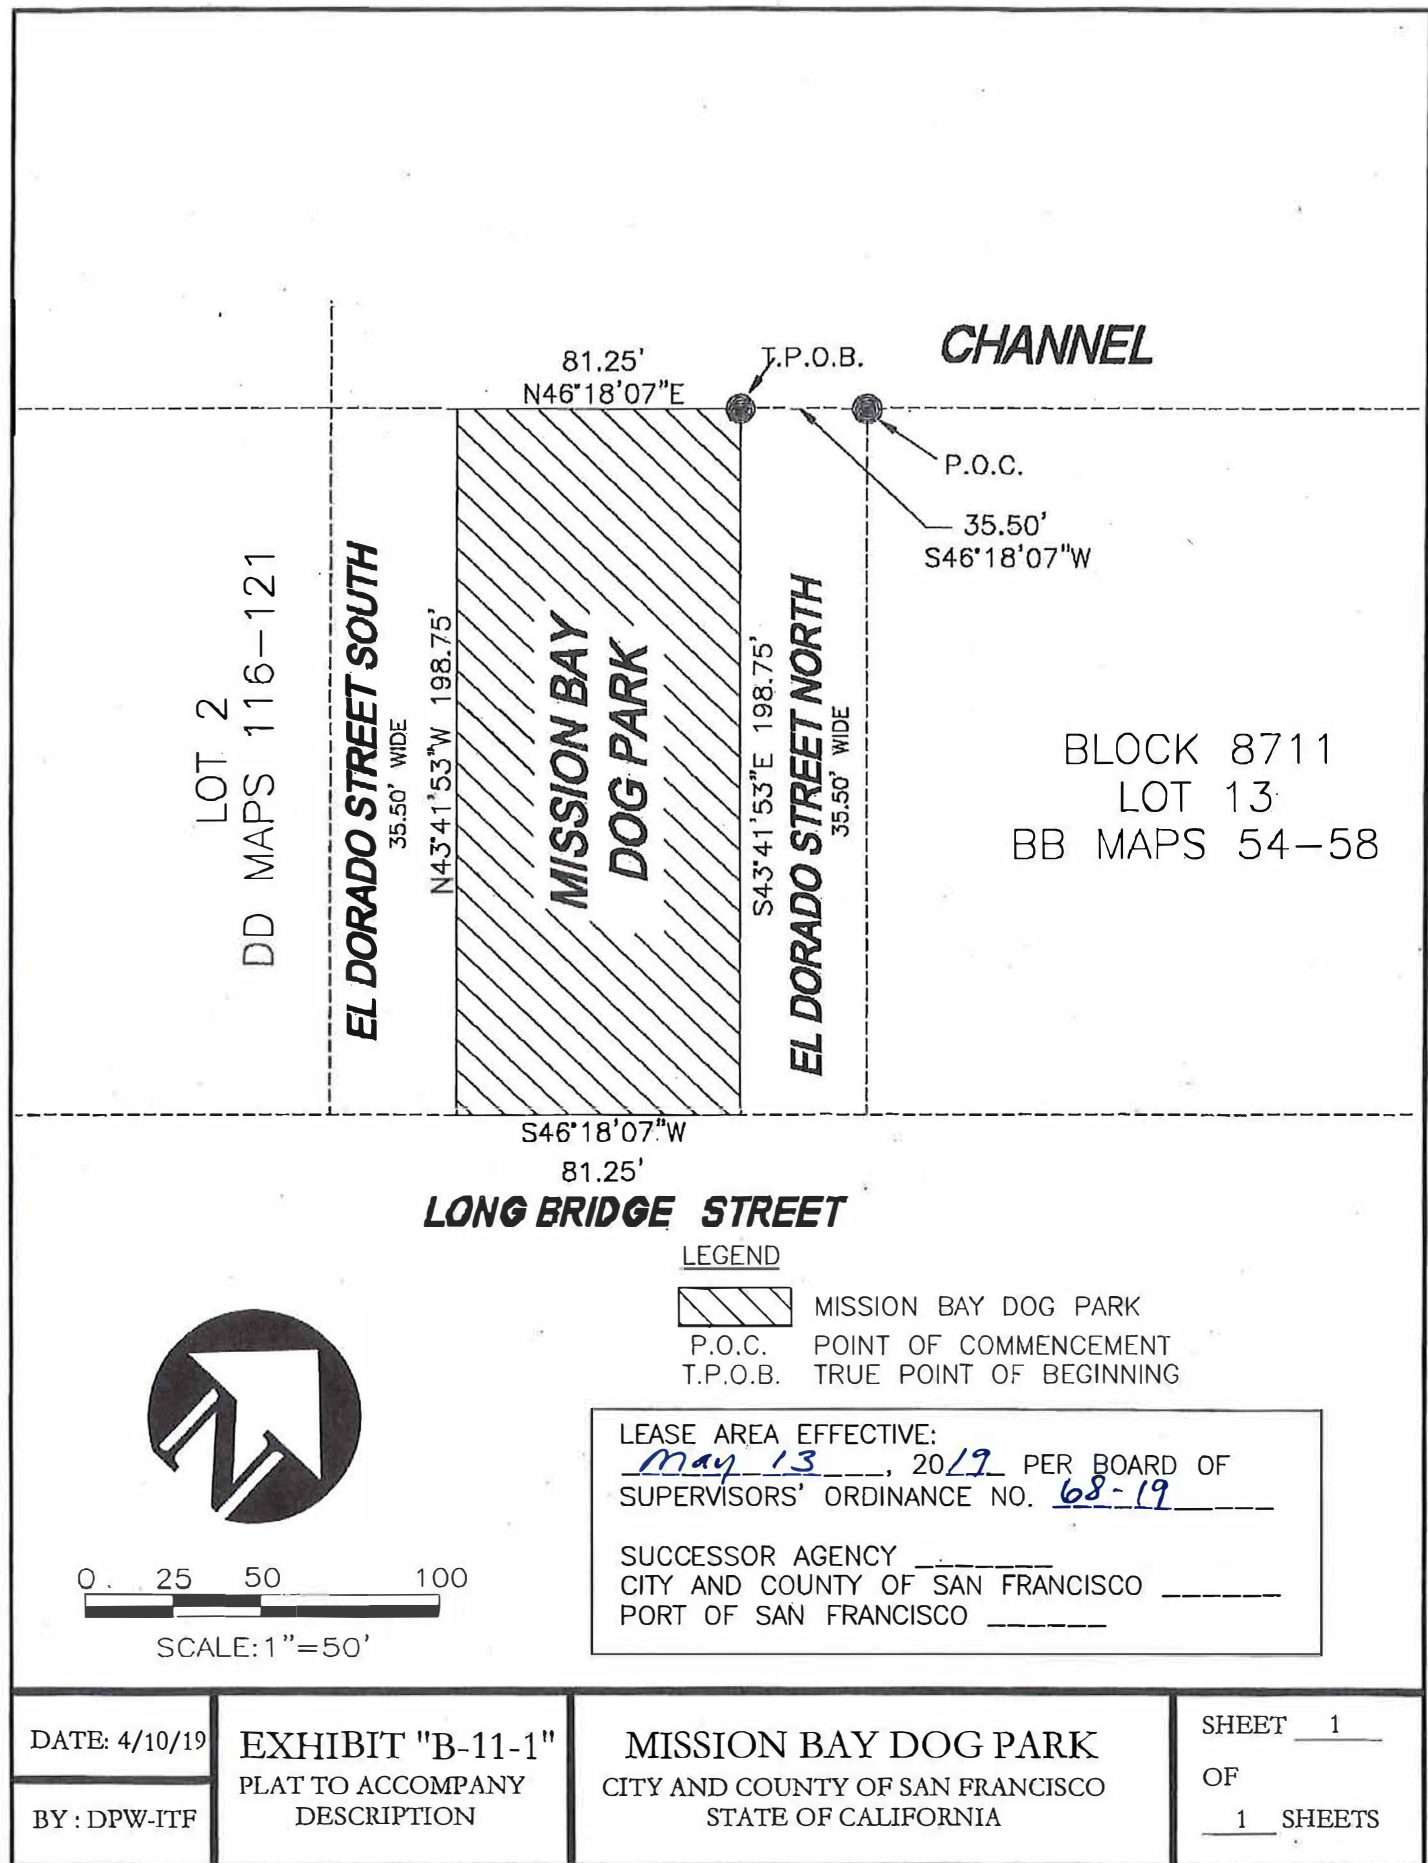 CHANNEL
81.25'
N46°18'07"E
T.P.O.B.
P.O.C.
35.50'
S46°18'07"W
LOT 2
DD MAPS 116-121
EL DORADO STREET SOUTH
35.50' WIDE
N43°41'53"W 198.75'
MISSION BAY
DOG PARK
S43°41'53"E 198.75'
EL DORADO STREET NORTH
35.50' WIDE
BLOCK 8711
LOT 13
BB MAPS 54-58
S46°18'07"W
81.25'
LONG BRIDGE STREET
LEGEND
MISSION BAY DOG PARK
P.O.C. POINT OF COMMENCEMENT
T.P.O.B. TRUE POINT OF BEGINNING
N
LEASE AREA EFFECTIVE:
May 13, 2019 PER BOARD OF
SUPERVISORS' ORDINANCE NO. 68-19
SUCCESSOR AGENCY _______
CITY AND COUNTY OF SAN FRANCISCO ______
PORT OF SAN FRANCISCO ______
0 25 50 100
SCALE: 1"=50'
DATE: 4/10/19
BY : DPW-ITF
EXHIBIT "B-11-1"
PLAT TO ACCOMPANY
DESCRIPTION
MISSION BAY DOG PARK
CITY AND COUNTY OF SAN FRANCISCO
STATE OF CALIFORNIA
SHEET 1
OF
1 SHEETS